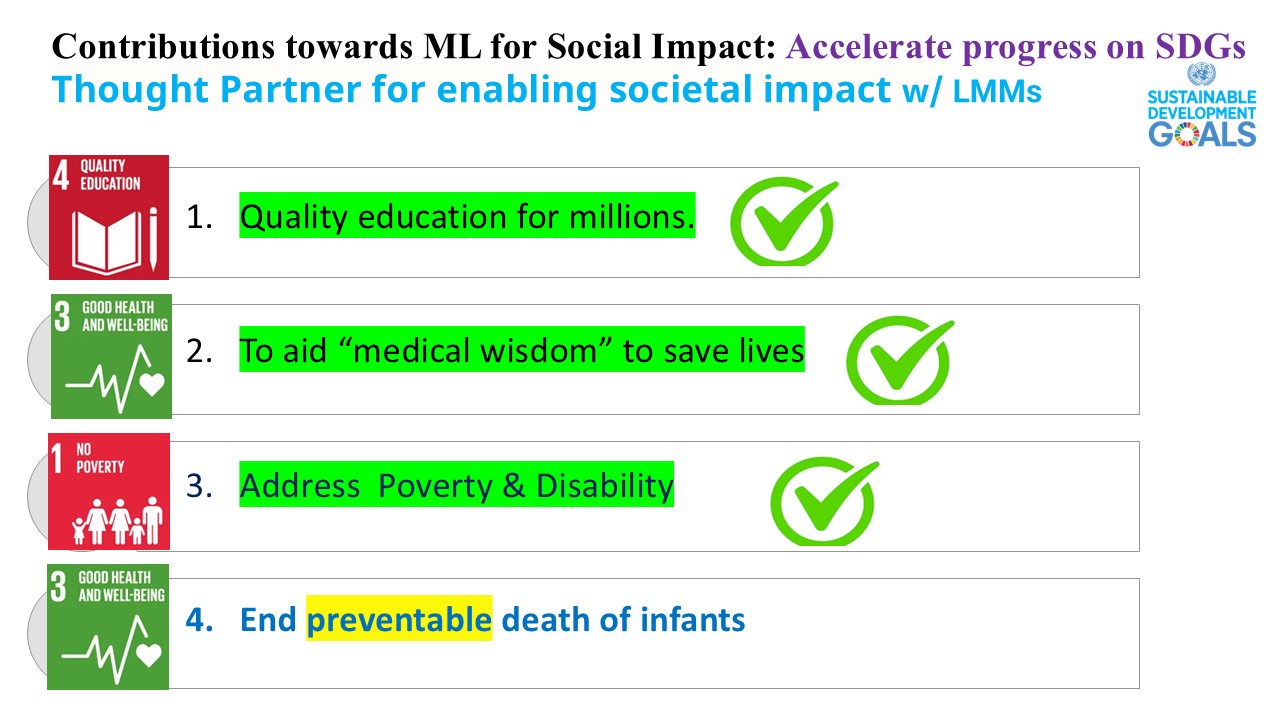 Contributions towards ML for Social Impact: Accelerate progress on SDGs
Thought Partner for enabling societal impact w/ LMMs
SUSTAINABLE
DEVELOPMENT
GOALS
4 QUALITY
EDUCATION
1. Quality education for millions.
3 GOOD HEALTH
AND WELL-BEING
2. To aid “medical wisdom” to save lives
1 NO
POVERTY
3. Address  Poverty & Disability
3 GOOD HEALTH
AND WELL-BEING
4. End preventable death of infants